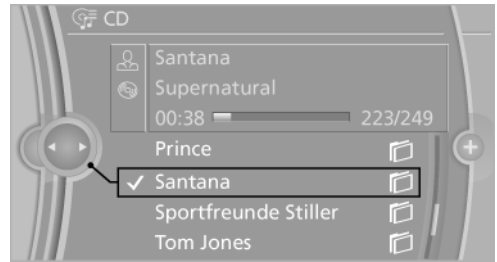 CD
Santana
Supernatural
00:38 223/249
Prince
Santana
Sportfreunde Stiller
Tom Jones